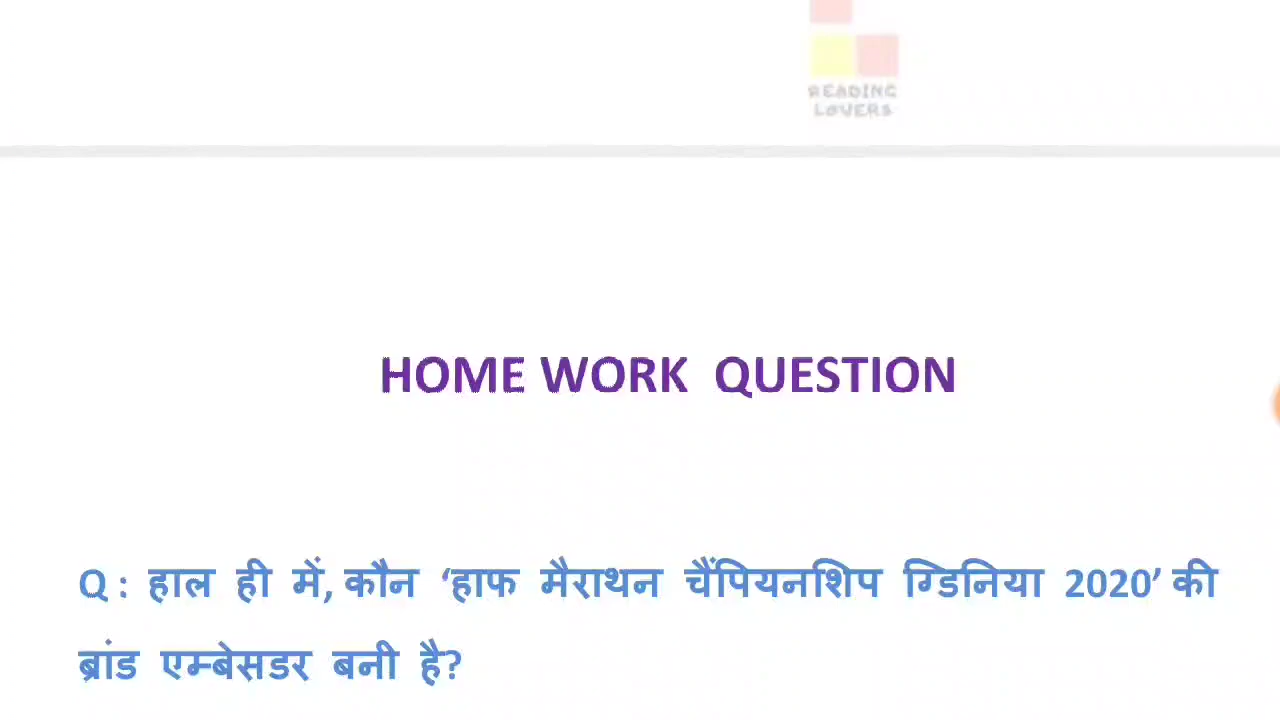 READING
LOVERS
HOME WORK QUESTION
Q : हाल ही में, कौन ‘हाफ मैराथन चैंपियनशिप ग्डिनिया 2020’ की
ब्रांड एम्बेसडर बनी है?